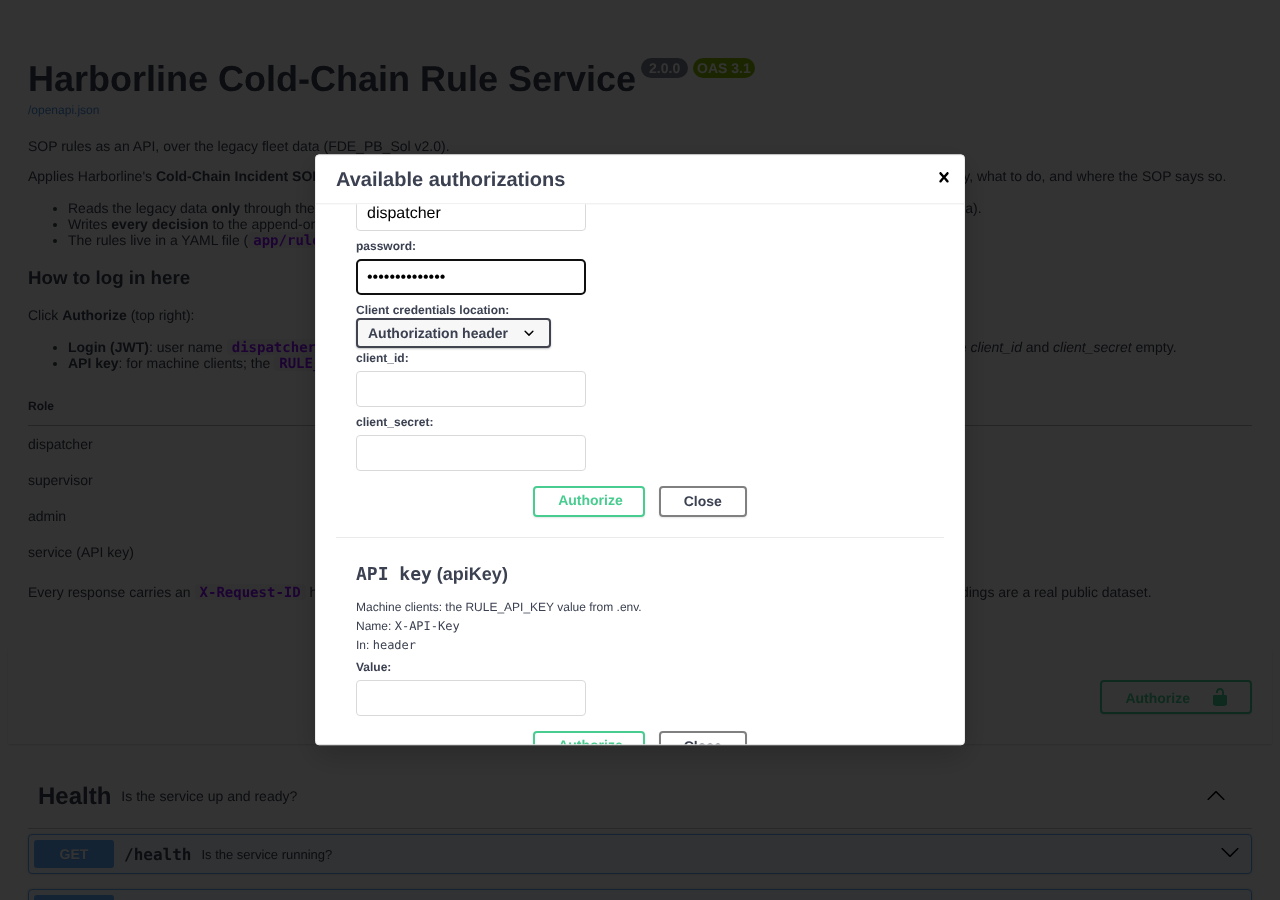 Harborline Cold-Chain Rule Service 2.0.0 OAS 3.1
/openapi.json
SOP rules as an API, over the legacy fleet data (FDE_PB_Sol v2.0).
Applies Harborline's Cold-Chain Incident SO
y, what to do, and where the SOP says so.
Reads the legacy data only through the
a).
Writes every decision to the append-or
The rules live in a YAML file ( app/rul
How to log in here
Click Authorize (top right):
Login (JWT): user name dispatcher
client_id and client_secret empty.
API key: for machine clients; the RULE_
Role
dispatcher
supervisor
admin
service (API key)
Every response carries an X-Request-ID h
dings are a real public dataset.
Authorize
Available authorizations
dispatcher
password:
••••••••••••••
Client credentials location:
Authorization header
client_id:
client_secret:
Authorize Close
API key (apiKey)
Machine clients: the RULE_API_KEY value from .env.
Name: X-API-Key
In: header
Value:
Authorize Close
Health Is the service up and ready?
GET /health Is the service running?